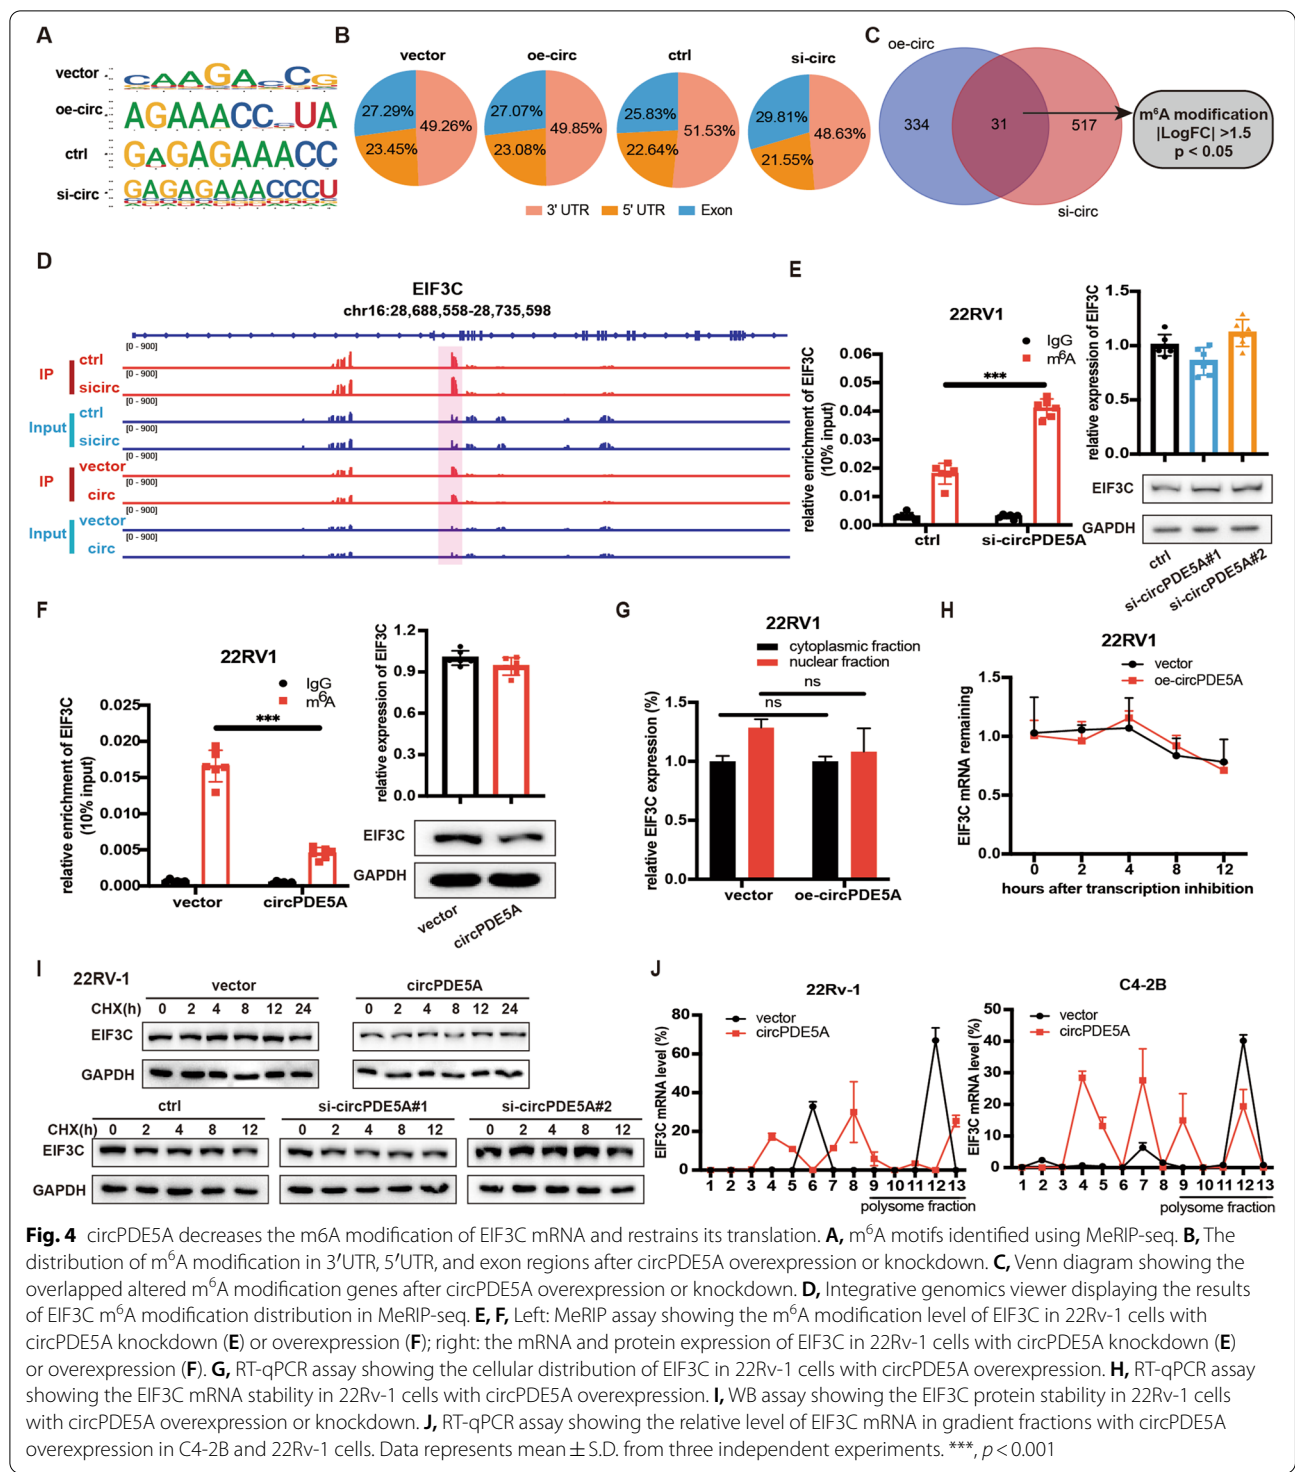 A
vector
oe-circ
ctrl
si-circ
CAAGA CG
AGAAACC UA
GAGAGAAACC
GAGAGAAACCCU
B
vector
oe-circ
ctrl
si-circ
27.29%
49.26%
23.45%
27.07%
49.85%
23.08%
25.83%
51.53%
22.64%
29.81%
48.63%
21.55%
3' UTR
5' UTR
Exon
C
oe-circ
334
31
517
si-circ
m⁶A modification
|LogFC| >1.5
p < 0.05
D
EIF3C
chr16:28,688,558-28,735,598
[0 - 900]
IP
ctrl
[0 - 900]
sicirc
[0 - 900]
Input
ctrl
[0 - 900]
sicirc
[0 - 900]
IP
vector
[0 - 900]
circ
[0 - 900]
Input
vector
[0 - 900]
circ
E
22RV1
IgG
m⁶A
relative enrichment of EIF3C
(10% input)
0.06
0.05
0.04
0.03
0.02
0.01
0.00
***
ctrl
si-circPDE5A
relative expression of EIF3C
1.5
1.0
0.5
0.0
EIF3C
GAPDH
ctrl
si-circPDE5A#1
si-circPDE5A#2
F
22RV1
IgG
m⁶A
relative enrichment of EIF3C
(10% input)
0.025
0.020
0.015
0.010
0.005
0.000
***
vector
circPDE5A
relative expression of EIF3C
1.2
0.9
0.6
0.3
0.0
EIF3C
GAPDH
vector
circPDE5A
G
22RV1
cytoplasmic fraction
nuclear fraction
relative EIF3C expression (%)
1.5
1.0
0.5
0.0
ns
ns
vector
oe-circPDE5A
H
22RV1
vector
oe-circPDE5A
EIF3C mRNA remaining
1.5
1.0
0.5
0.0
0 2 4 8 12
hours after transcription inhibition
I
22RV-1
vector
CHX(h) 0 2 4 8 12 24
EIF3C
GAPDH
circPDE5A
0 2 4 8 12 24
ctrl
si-circPDE5A#1
si-circPDE5A#2
CHX(h) 0 2 4 8 12
0 2 4 8 12
0 2 4 8 12
EIF3C
GAPDH
J
22Rv-1
vector
circPDE5A
EIF3C mRNA level (%)
80
60
40
20
0
1 2 3 4 5 6 7 8 9 10 11 12 13
polysome fraction
C4-2B
vector
circPDE5A
EIF3C mRNA level (%)
50
40
30
20
10
0
1 2 3 4 5 6 7 8 9 10 11 12 13
polysome fraction
Fig. 4 circPDE5A decreases the m6A modification of EIF3C mRNA and restrains its translation. A, m⁶A motifs identified using MeRIP-seq. B, The
distribution of m⁶A modification in 3′UTR, 5′UTR, and exon regions after circPDE5A overexpression or knockdown. C, Venn diagram showing the
overlapped altered m⁶A modification genes after circPDE5A overexpression or knockdown. D, Integrative genomics viewer displaying the results
of EIF3C m⁶A modification distribution in MeRIP-seq. E, F, Left: MeRIP assay showing the m⁶A modification level of EIF3C in 22Rv-1 cells with
circPDE5A knockdown (E) or overexpression (F); right: the mRNA and protein expression of EIF3C in 22Rv-1 cells with circPDE5A knockdown (E)
or overexpression (F). G, RT-qPCR assay showing the cellular distribution of EIF3C in 22Rv-1 cells with circPDE5A overexpression. H, RT-qPCR assay
showing the EIF3C mRNA stability in 22Rv-1 cells with circPDE5A overexpression. I, WB assay showing the EIF3C protein stability in 22Rv-1 cells
with circPDE5A overexpression or knockdown. J, RT-qPCR assay showing the relative level of EIF3C mRNA in gradient fractions with circPDE5A
overexpression in C4-2B and 22Rv-1 cells. Data represents mean ± S.D. from three independent experiments. ***, p < 0.001